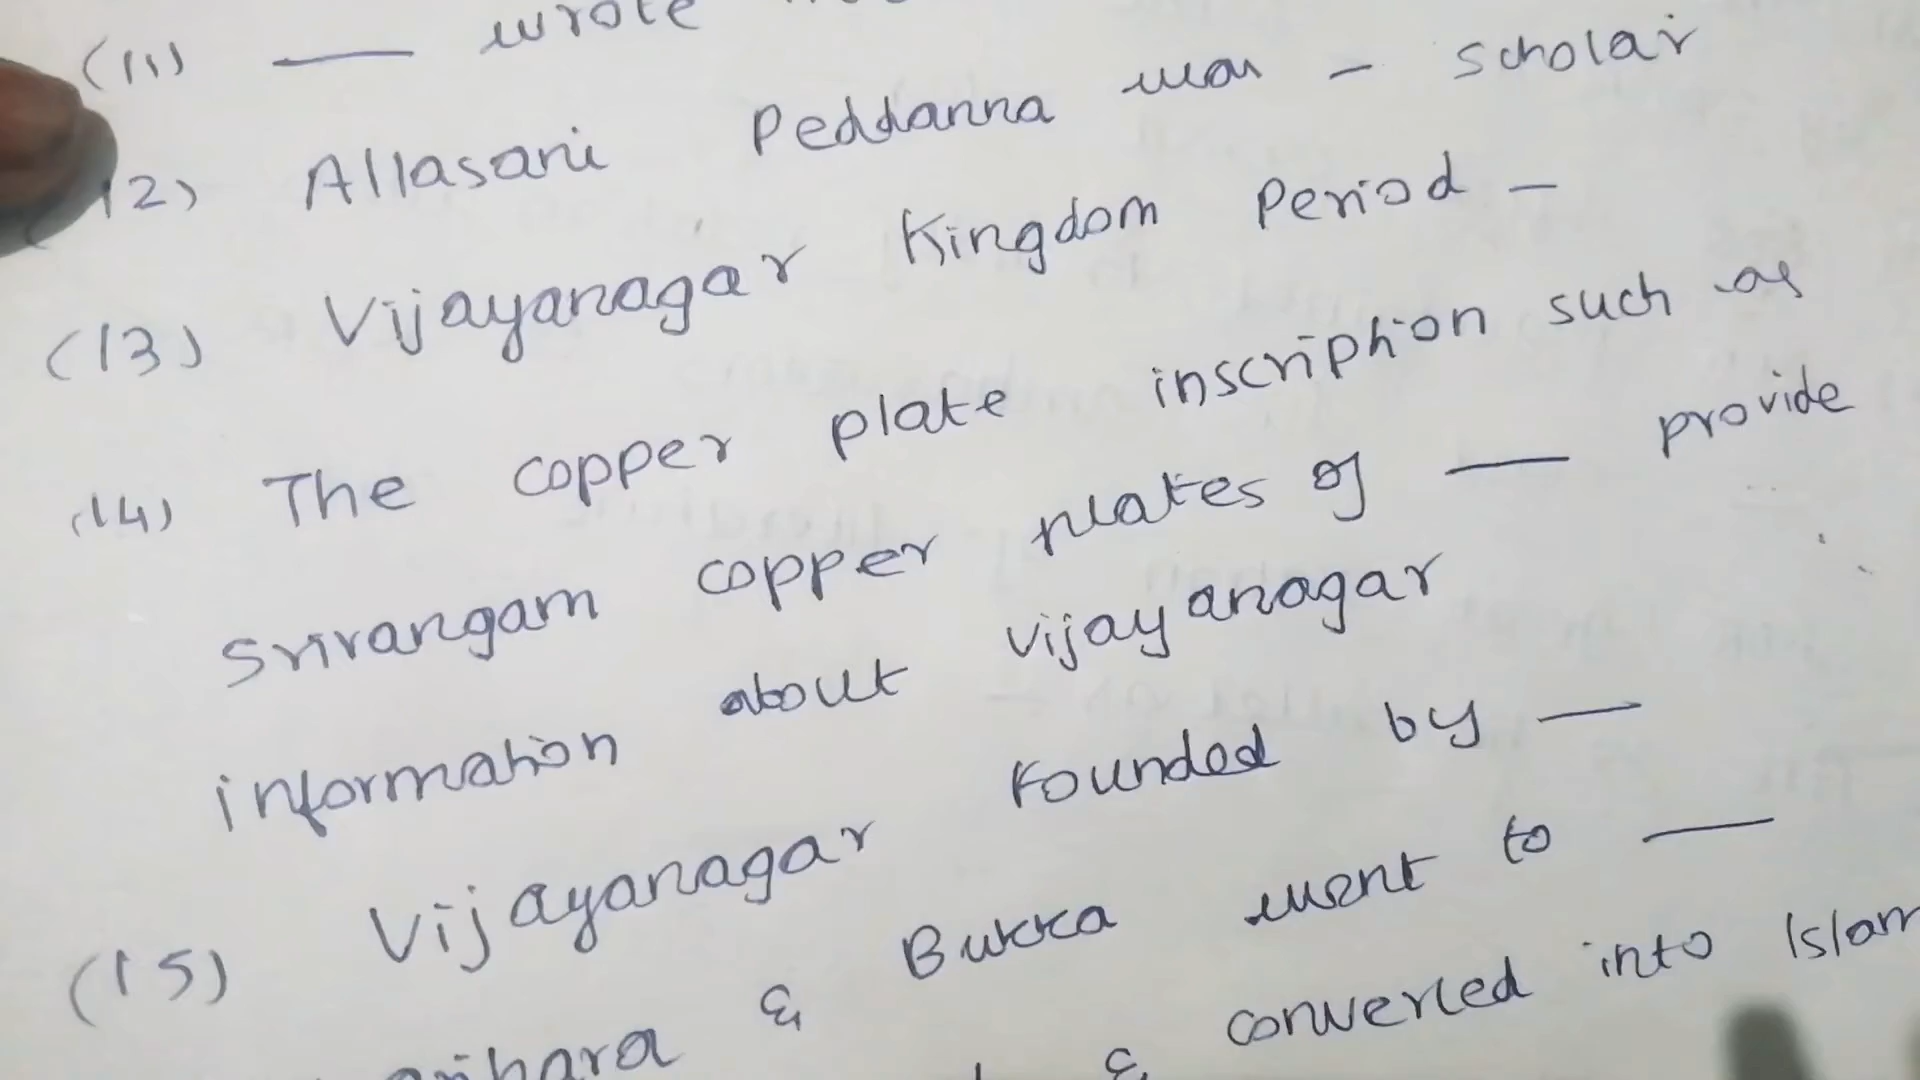 (11) — wrote
12) Allasani Peddanna was - scholar
(13) Vijayanagar Kingdom Period -
(14) The copper plate inscription such as
Srirangam copper plates of — provide
information about vijayanagar
(15) Vijayanagar Founded by —
& Bukka went to —
& converted into Islam